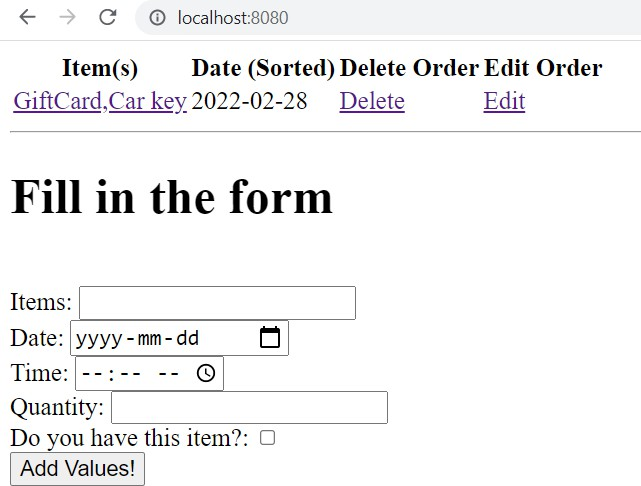 localhost:8080
Item(s) Date (Sorted) Delete Order Edit Order
GiftCard,Car key 2022-02-28 Delete Edit
Fill in the form
Items:
Date: yyyy-mm-dd
Time: --:-- --
Quantity:
Do you have this item?:
Add Values!